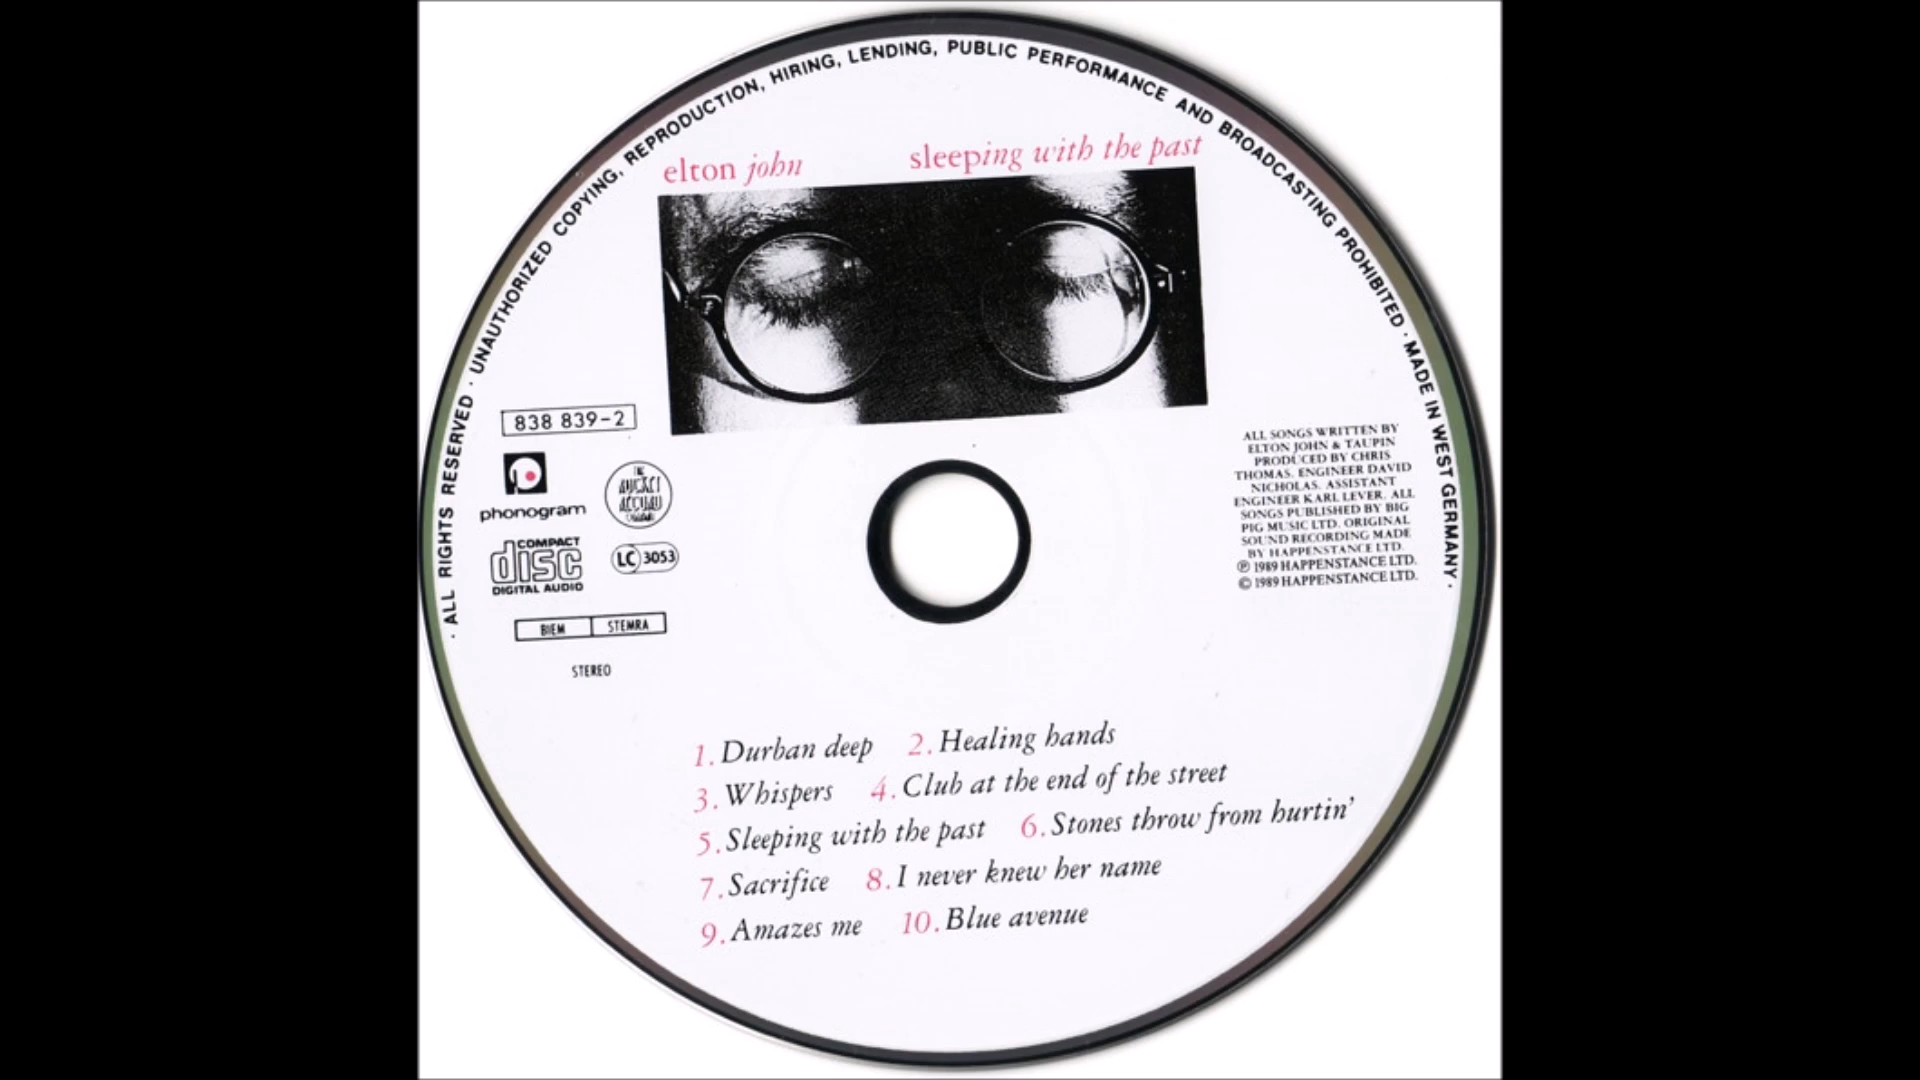 · ALL RIGHTS RESERVED · UNAUTHORIZED COPYING, REPRODUCTION, HIRING, LENDING, PUBLIC PERFORMANCE AND BROADCASTING PROHIBITED · MADE IN WEST GERMANY ·
elton john
sleeping with the past
838 839-2
phonogram
COMPACT
disc
DIGITAL AUDIO
LC 3053
BIEM STEMRA
STEREO
ALL SONGS WRITTEN BY
ELTON JOHN & TAUPIN
PRODUCED BY CHRIS
THOMAS. ENGINEER DAVID
NICHOLAS. ASSISTANT
ENGINEER KARL LEVER. ALL
SONGS PUBLISHED BY BIG
PIG MUSIC LTD. ORIGINAL
SOUND RECORDING MADE
BY HAPPENSTANCE LTD.
Ⓟ 1989 HAPPENSTANCE LTD.
© 1989 HAPPENSTANCE LTD.
1. Durban deep 2. Healing hands
3. Whispers 4. Club at the end of the street
5. Sleeping with the past 6. Stones throw from hurtin'
7. Sacrifice 8. I never knew her name
9. Amazes me 10. Blue avenue